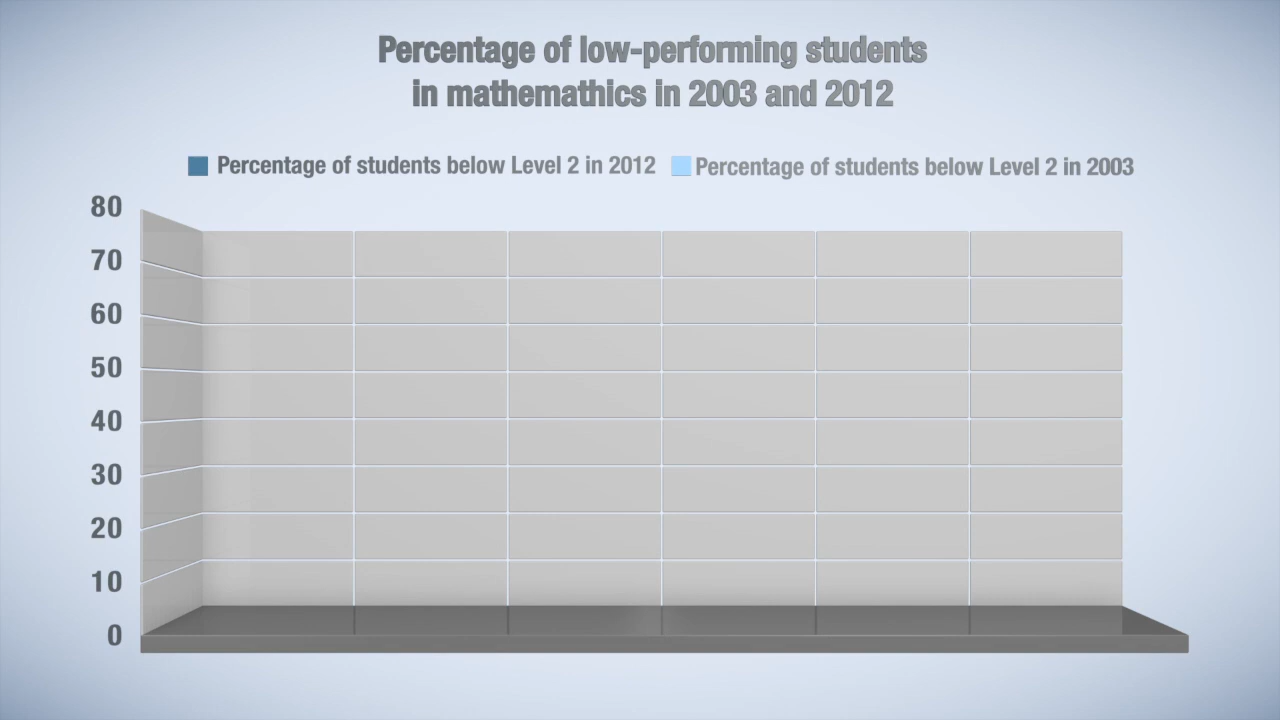 Percentage of low-performing students
in mathemathics in 2003 and 2012
Percentage of students below Level 2 in 2012
Percentage of students below Level 2 in 2003
80
70
60
50
40
30
20
10
0